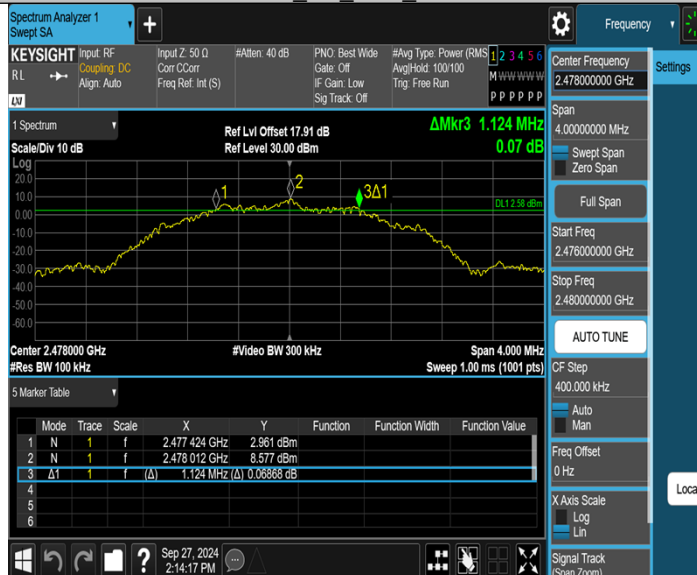 Spectrum Analyzer 1
Swept SA
Frequency
KEYSIGHT
RL
LXI
Input: RF
Coupling: DC
Align: Auto
Input Z: 50 Ω
Corr CCorr
Freq Ref: Int (S)
#Atten: 40 dB
PNO: Best Wide
Gate: Off
IF Gain: Low
Sig Track: Off
#Avg Type: Power (RMS
Avg|Hold: 100/100
Trig: Free Run
1 2 3 4 5 6
M W W W W W
P P P P P P
1 Spectrum
Scale/Div 10 dB
Ref Lvl Offset 17.91 dB
Ref Level 30.00 dBm
ΔMkr3 1.124 MHz
0.07 dB
Log
20.0
10.0
0.00
-10.0
-20.0
-30.0
-40.0
-50.0
-60.0
1
2
3Δ1
DL1 2.58 dBm
Center 2.478000 GHz
#Res BW 100 kHz
#Video BW 300 kHz
Span 4.000 MHz
Sweep 1.00 ms (1001 pts)
5 Marker Table
Mode Trace Scale X Y Function Function Width Function Value
1 N 1 f 2.477 424 GHz 2.961 dBm
2 N 1 f 2.478 012 GHz 8.577 dBm
3 Δ1 1 f (Δ) 1.124 MHz (Δ) 0.06868 dB
4
5
6
Sep 27, 2024
2:14:17 PM
Center Frequency
2.478000000 GHz
Span
4.00000000 MHz
Swept Span
Zero Span
Full Span
Start Freq
2.476000000 GHz
Stop Freq
2.480000000 GHz
AUTO TUNE
CF Step
400.000 kHz
Auto
Man
Freq Offset
0 Hz
X Axis Scale
Log
Lin
Signal Track
(Span Zoom)
Settings
Loca